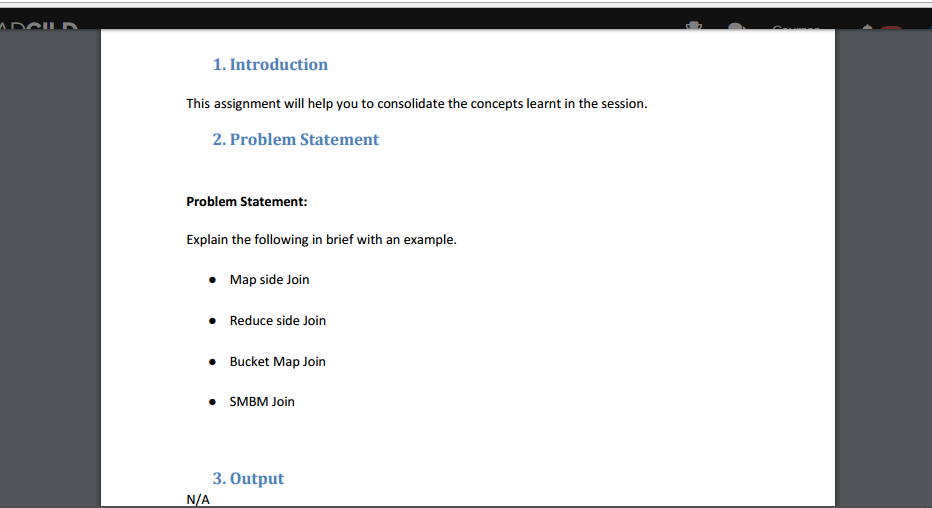 1. Introduction
This assignment will help you to consolidate the concepts learnt in the session.
2. Problem Statement
Problem Statement:
Explain the following in brief with an example.
● Map side Join
● Reduce side Join
● Bucket Map Join
● SMBM Join
3. Output
N/A